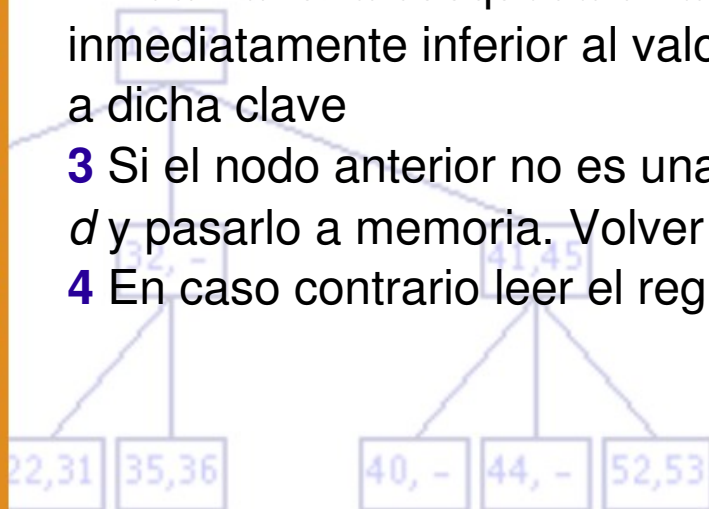 inmediatamente inferior al valo
a dicha clave
3 Si el nodo anterior no es una
d y pasarlo a memoria. Volver
32, -
41,45
4 En caso contrario leer el reg
22,31 35,36 40, - 44, - 52,53